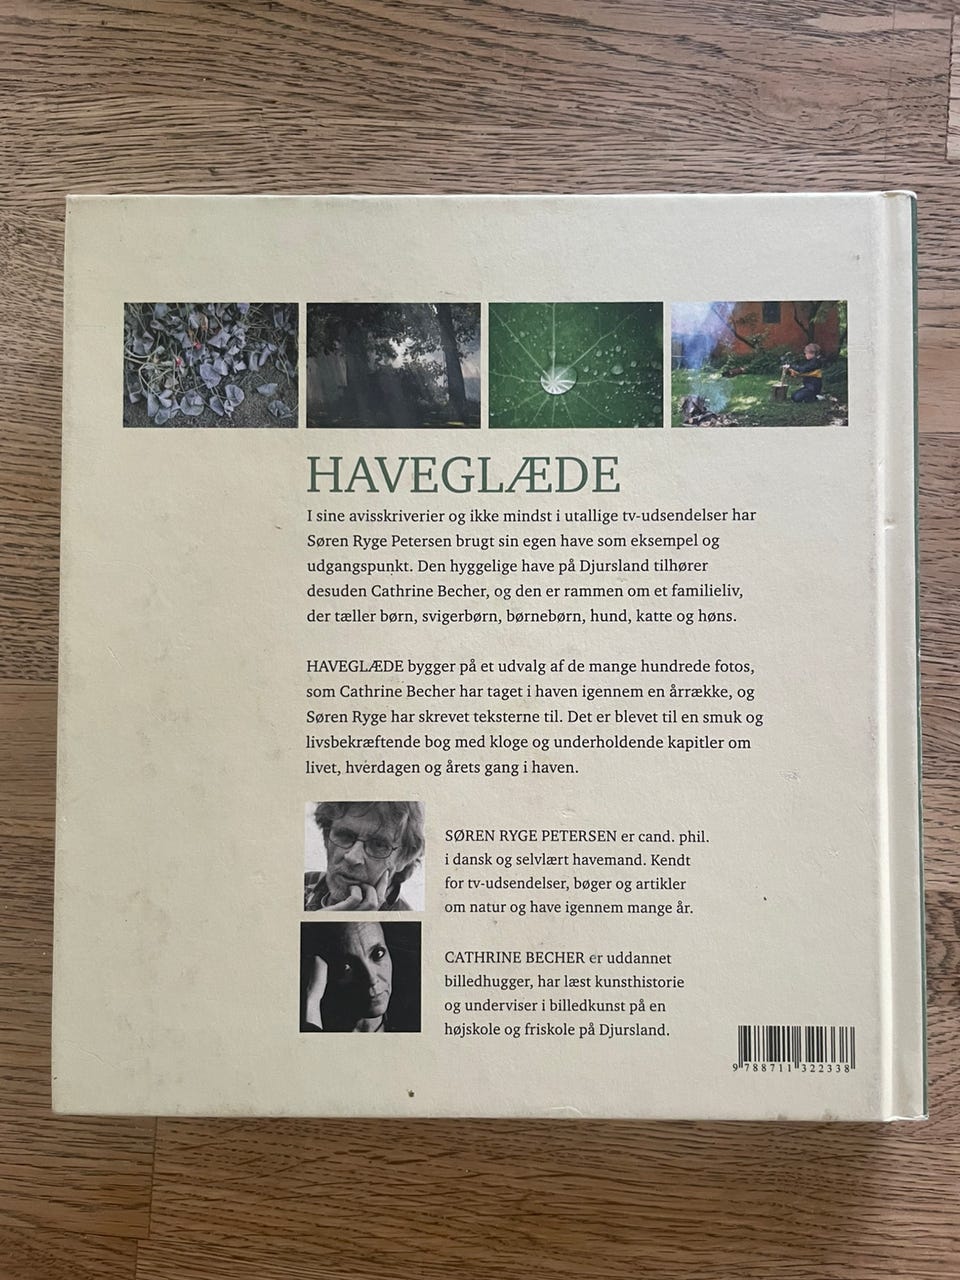 HAVEGLÆDE
I sine avisskriverier og ikke mindst i utallige tv-udsendelser har
Søren Ryge Petersen brugt sin egen have som eksempel og
udgangspunkt. Den hyggelige have på Djursland tilhører
desuden Cathrine Becher, og den er rammen om et familieliv,
der tæller børn, svigerbørn, børnebørn, hund, katte og høns.
HAVEGLÆDE bygger på et udvalg af de mange hundrede fotos,
som Cathrine Becher har taget i haven igennem en årrække, og
Søren Ryge har skrevet teksterne til. Det er blevet til en smuk og
livsbekræftende bog med kloge og underholdende kapitler om
livet, hverdagen og årets gang i haven.
SØREN RYGE PETERSEN er cand. phil.
i dansk og selvlært havemand. Kendt
for tv-udsendelser, bøger og artikler
om natur og have igennem mange år.
CATHRINE BECHER er uddannet
billedhugger, har læst kunsthistorie
og underviser i billedkunst på en
højskole og friskole på Djursland.
9 788711 322338